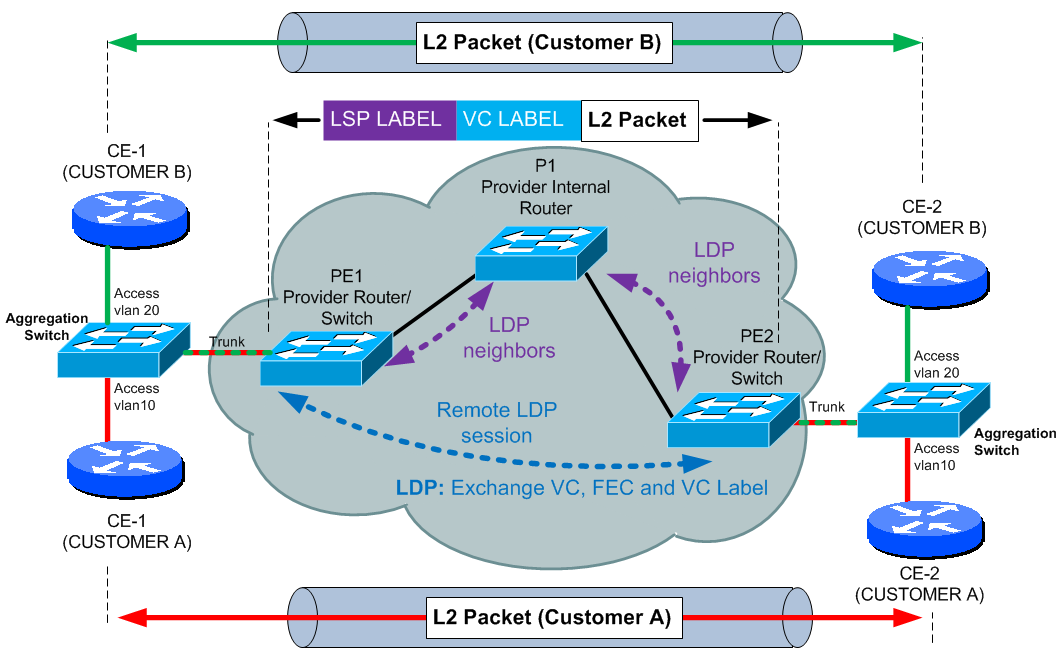 L2 Packet (Customer B)
LSP LABEL VC LABEL L2 Packet
CE-1
(CUSTOMER B)
P1
Provider Internal
Router
CE-2
(CUSTOMER B)
LDP
neighbors
PE1
Provider Router/
Switch
Access
vlan 20
Aggregation
Switch
Trunk
LDP
neighbors
PE2
Provider Router/
Switch
Access
vlan 20
Access
vlan10
Remote LDP
session
Trunk
Aggregation
Switch
Access
vlan10
LDP: Exchange VC, FEC and VC Label
CE-1
(CUSTOMER A)
CE-2
(CUSTOMER A)
L2 Packet (Customer A)